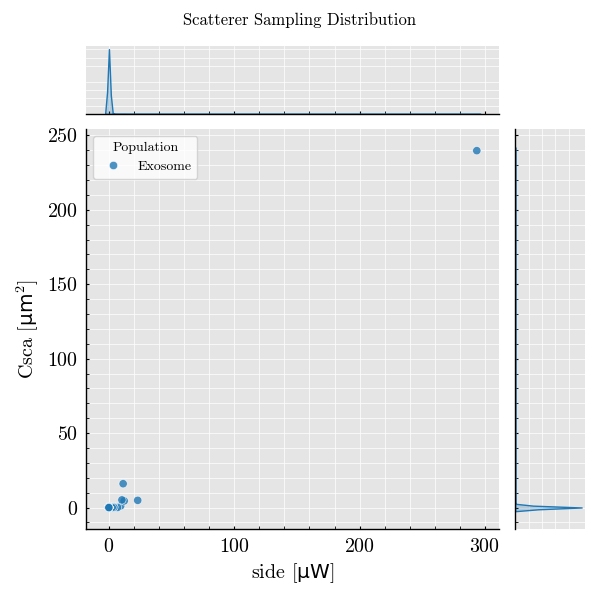 Scatterer Sampling Distribution
Population
Exosome
250
200
150
100
50
0
Csca [µm²]
0 100 200 300
side [µW]